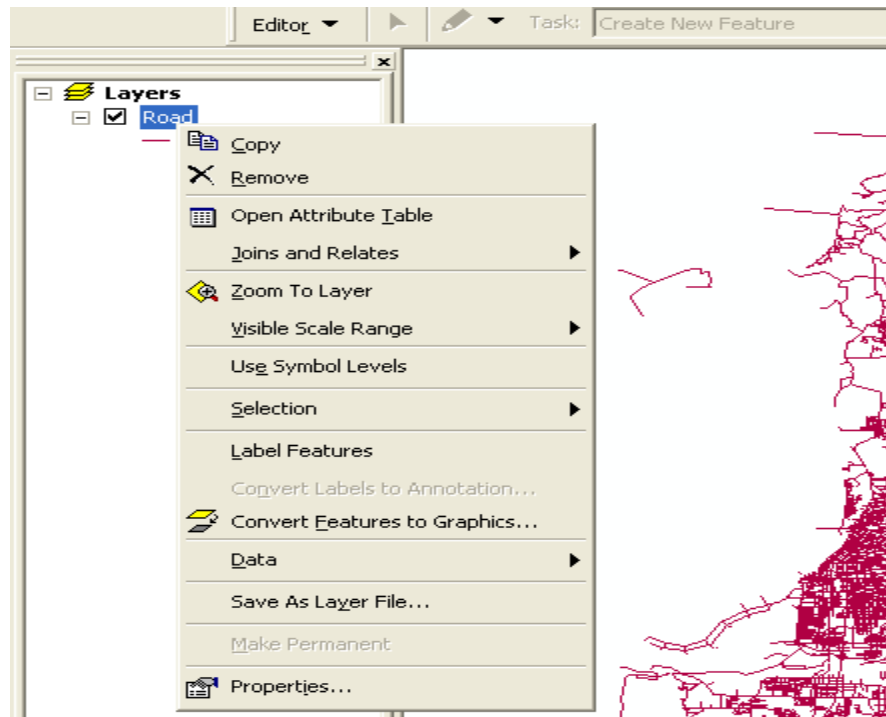 Editor
Task: Create New Feature
Layers
Road
Copy
Remove
Open Attribute Table
Joins and Relates
Zoom To Layer
Visible Scale Range
Use Symbol Levels
Selection
Label Features
Convert Labels to Annotation...
Convert Features to Graphics...
Data
Save As Layer File...
Make Permanent
Properties...